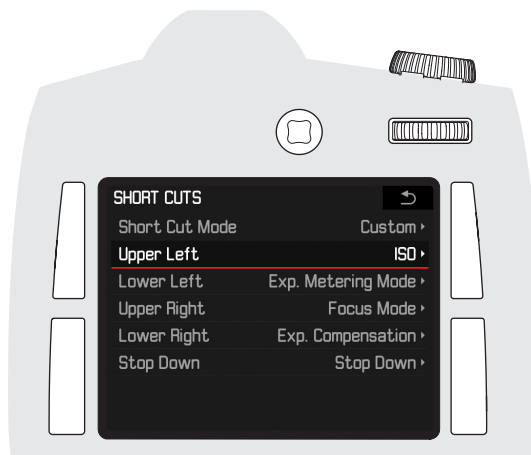 SHORT CUTS
Short Cut Mode Custom
Upper Left ISO
Lower Left Exp. Metering Mode
Upper Right Focus Mode
Lower Right Exp. Compensation
Stop Down Stop Down